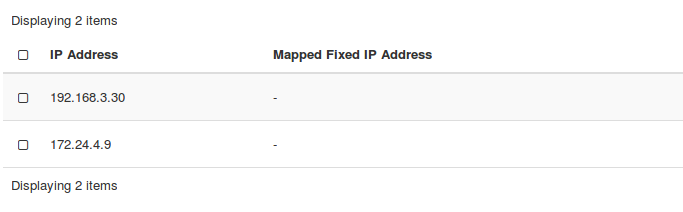 Displaying 2 items
IP Address Mapped Fixed IP Address
192.168.3.30 -
172.24.4.9 -
Displaying 2 items